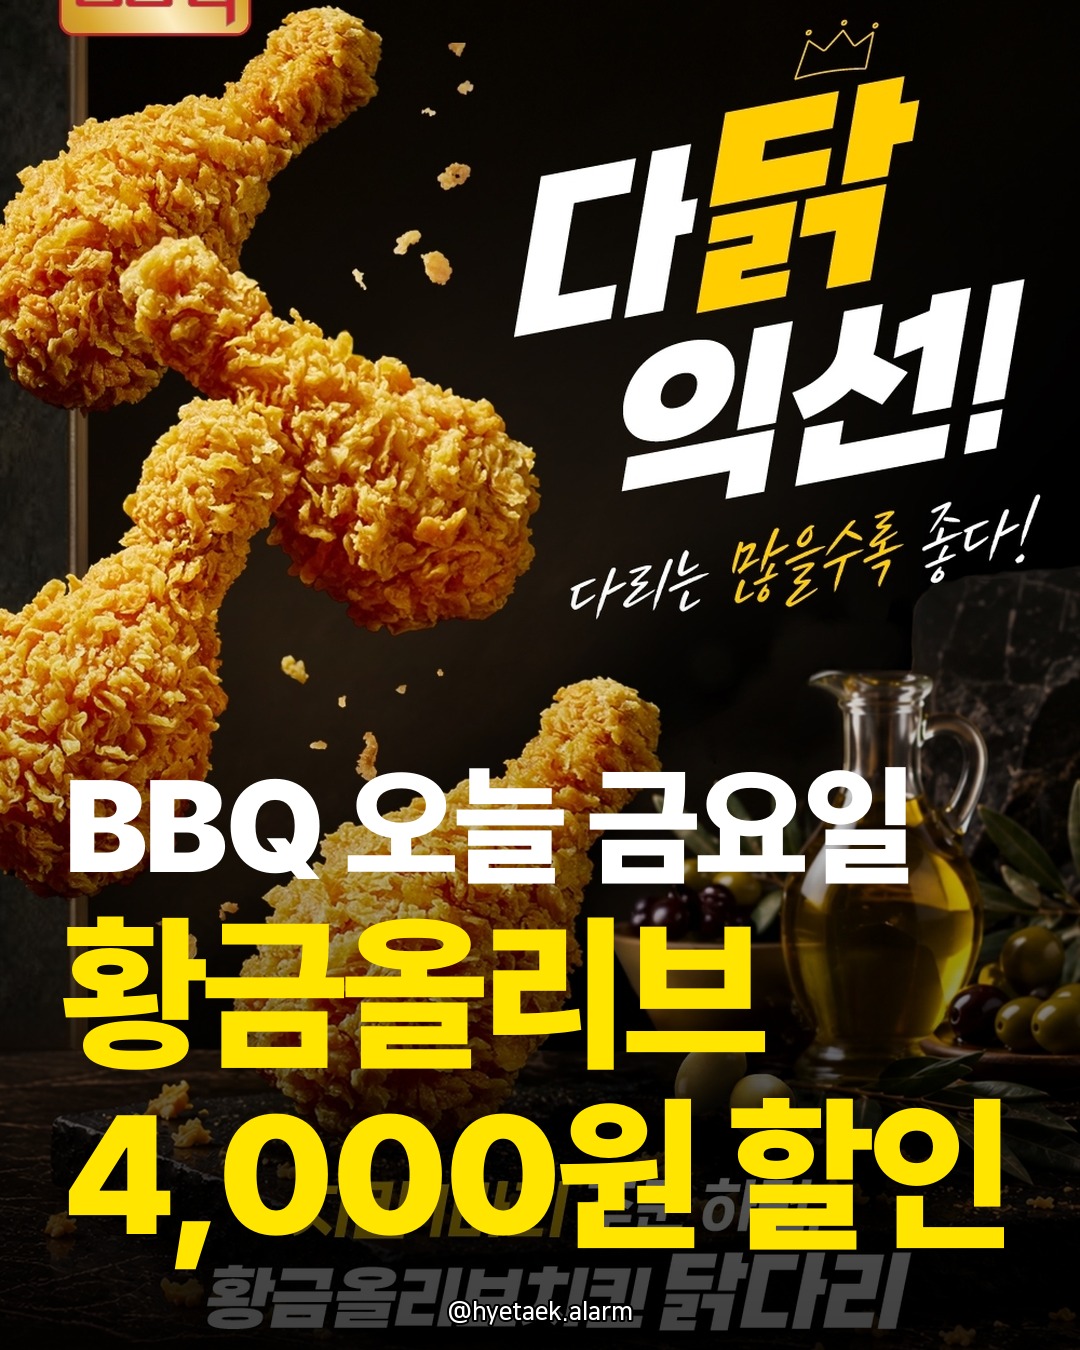 다닭
익선!
다리는 많을수록 좋다!
BBQ 오늘 금요일
황금올리브
4,000원 할인
황금올리브치킨 닭다리
@hyetaek.alarm